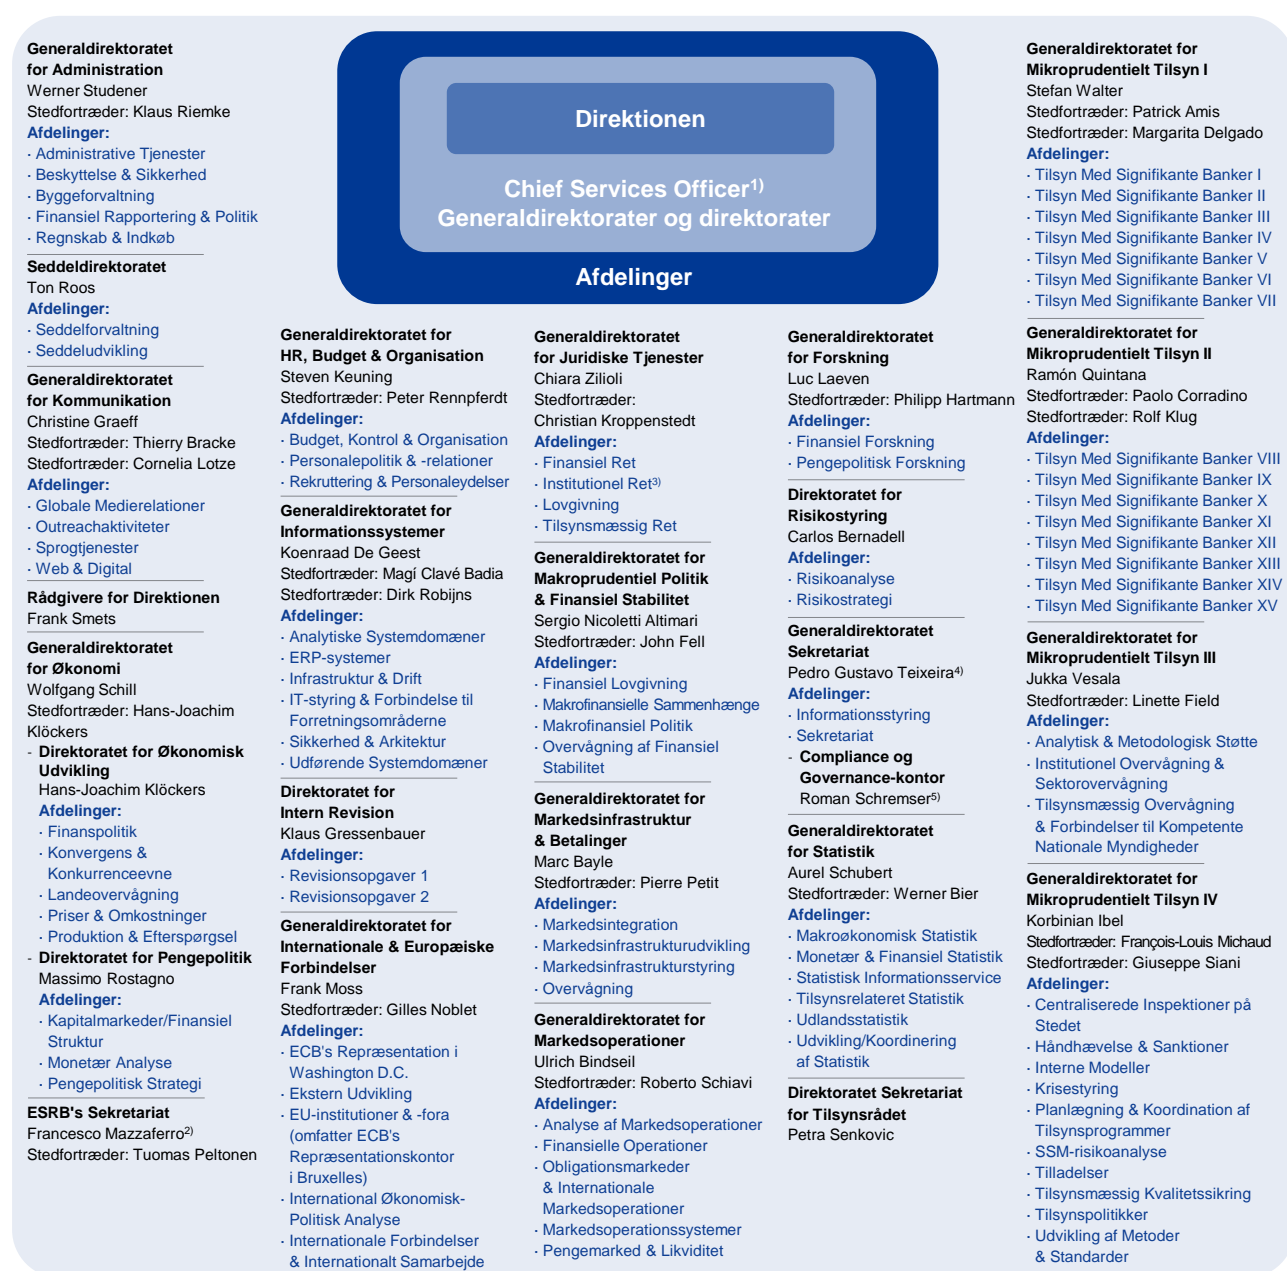 Generaldirektoratet
for Administration
Werner Studener
Stedfortræder: Klaus Riemke
Afdelinger:
· Administrative Tjenester
· Beskyttelse & Sikkerhed
· Byggeforvaltning
· Finansiel Rapportering & Politik
· Regnskab & Indkøb
Seddeldirektoratet
Ton Roos
Afdelinger:
· Seddelforvaltning
· Seddeludvikling
Generaldirektoratet
for Kommunikation
Christine Graeff
Stedfortræder: Thierry Bracke
Stedfortræder: Cornelia Lotze
Afdelinger:
· Globale Medierelationer
· Outreachaktiviteter
· Sprogtjenester
· Web & Digital
Rådgivere for Direktionen
Frank Smets
Generaldirektoratet
for Økonomi
Wolfgang Schill
Stedfortræder: Hans-Joachim
Klöckers
- Direktoratet for Økonomisk
Udvikling
Hans-Joachim Klöckers
Afdelinger:
· Finanspolitik
· Konvergens &
Konkurrenceevne
· Landeovervågning
· Priser & Omkostninger
· Produktion & Efterspørgsel
- Direktoratet for Pengepolitik
Massimo Rostagno
Afdelinger:
· Kapitalmarkeder/Finansiel
Struktur
· Monetær Analyse
· Pengepolitisk Strategi
ESRB's Sekretariat
Francesco Mazzaferro2)
Stedfortræder: Tuomas Peltonen
Direktionen
Chief Services Officer1)
Generaldirektorater og direktorater
Afdelinger
Generaldirektoratet for
HR, Budget & Organisation
Steven Keuning
Stedfortræder: Peter Rennpferdt
Afdelinger:
· Budget, Kontrol & Organisation
· Personalepolitik & -relationer
· Rekruttering & Personaleydelser
Generaldirektoratet for
Informationssystemer
Koenraad De Geest
Stedfortræder: Magí Clavé Badia
Stedfortræder: Dirk Robijns
Afdelinger:
· Analytiske Systemdomæner
· ERP-systemer
· Infrastruktur & Drift
· IT-styring & Forbindelse til
Forretningsområderne
· Sikkerhed & Arkitektur
· Udførende Systemdomæner
Direktoratet for
Intern Revision
Klaus Gressenbauer
Afdelinger:
· Revisionsopgaver 1
· Revisionsopgaver 2
Generaldirektoratet for
Internationale & Europæiske
Forbindelser
Frank Moss
Stedfortræder: Gilles Noblet
Afdelinger:
· ECB's Repræsentation i
Washington D.C.
· Ekstern Udvikling
· EU-institutioner & -fora
(omfatter ECB's
Repræsentationskontor
i Bruxelles)
· International Økonomisk-
Politisk Analyse
· Internationale Forbindelser
& Internationalt Samarbejde
Generaldirektoratet
for Juridiske Tjenester
Chiara Zilioli
Stedfortræder:
Christian Kroppenstedt
Afdelinger:
· Finansiel Ret
· Institutionel Ret3)
· Lovgivning
· Tilsynsmæssig Ret
Generaldirektoratet for
Makroprudentiel Politik
& Finansiel Stabilitet
Sergio Nicoletti Altimari
Stedfortræder: John Fell
Afdelinger:
· Finansiel Lovgivning
· Makrofinansielle Sammenhænge
· Makrofinansiel Politik
· Overvågning af Finansiel
Stabilitet
Generaldirektoratet for
Markedsinfrastruktur
& Betalinger
Marc Bayle
Stedfortræder: Pierre Petit
Afdelinger:
· Markedsintegration
· Markedsinfrastrukturudvikling
· Markedsinfrastrukturstyring
· Overvågning
Generaldirektoratet for
Markedsoperationer
Ulrich Bindseil
Stedfortræder: Roberto Schiavi
Afdelinger:
· Analyse af Markedsoperationer
· Finansielle Operationer
· Obligationsmarkeder
& Internationale
Markedsoperationer
· Markedsoperationssystemer
· Pengemarked & Likviditet
Generaldirektoratet
for Forskning
Luc Laeven
Stedfortræder: Philipp Hartmann
Afdelinger:
· Finansiel Forskning
· Pengepolitisk Forskning
Direktoratet for
Risikostyring
Carlos Bernadell
Afdelinger:
· Risikoanalyse
· Risikostrategi
Generaldirektoratet
Sekretariat
Pedro Gustavo Teixeira4)
Afdelinger:
· Informationsstyring
· Sekretariat
- Compliance og
Governance-kontor
Roman Schremser5)
Generaldirektoratet
for Statistik
Aurel Schubert
Stedfortræder: Werner Bier
Afdelinger:
· Makroøkonomisk Statistik
· Monetær & Finansiel Statistik
· Statistisk Informationsservice
· Tilsynsrelateret Statistik
· Udlandsstatistik
· Udvikling/Koordinering
af Statistik
Direktoratet Sekretariat
for Tilsynsrådet
Petra Senkovic
Generaldirektoratet for
Mikroprudentielt Tilsyn I
Stefan Walter
Stedfortræder: Patrick Amis
Stedfortræder: Margarita Delgado
Afdelinger:
· Tilsyn Med Signifikante Banker I
· Tilsyn Med Signifikante Banker II
· Tilsyn Med Signifikante Banker III
· Tilsyn Med Signifikante Banker IV
· Tilsyn Med Signifikante Banker V
· Tilsyn Med Signifikante Banker VI
· Tilsyn Med Signifikante Banker VII
Generaldirektoratet for
Mikroprudentielt Tilsyn II
Ramón Quintana
Stedfortræder: Paolo Corradino
Stedfortræder: Rolf Klug
Afdelinger:
· Tilsyn Med Signifikante Banker VIII
· Tilsyn Med Signifikante Banker IX
· Tilsyn Med Signifikante Banker X
· Tilsyn Med Signifikante Banker XI
· Tilsyn Med Signifikante Banker XII
· Tilsyn Med Signifikante Banker XIII
· Tilsyn Med Signifikante Banker XIV
· Tilsyn Med Signifikante Banker XV
Generaldirektoratet for
Mikroprudentielt Tilsyn III
Jukka Vesala
Stedfortræder: Linette Field
Afdelinger:
· Analytisk & Metodologisk Støtte
· Institutionel Overvågning &
Sektorovervågning
· Tilsynsmæssig Overvågning
& Forbindelser til Kompetente
Nationale Myndigheder
Generaldirektoratet for
Mikroprudentielt Tilsyn IV
Korbinian Ibel
Stedfortræder: François-Louis Michaud
Stedfortræder: Giuseppe Siani
Afdelinger:
· Centraliserede Inspektioner på
Stedet
· Håndhævelse & Sanktioner
· Interne Modeller
· Krisestyring
· Planlægning & Koordination af
Tilsynsprogrammer
· SSM-risikoanalyse
· Tilladelser
· Tilsynsmæssig Kvalitetssikring
· Tilsynspolitikker
· Udvikling af Metoder
& Standarder